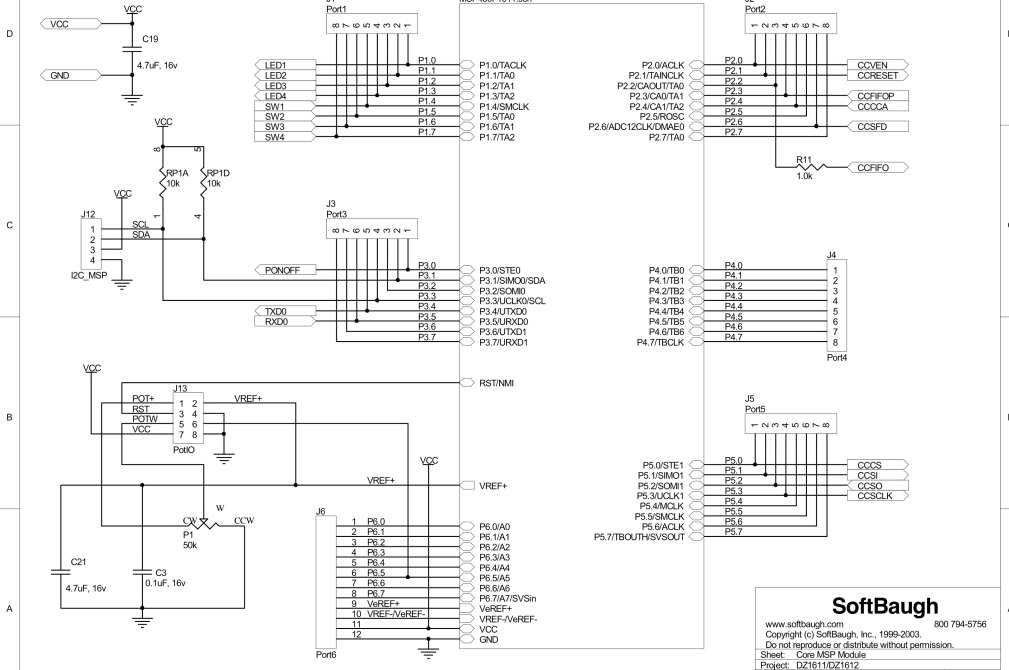 VCC
VCC
C19
4.7uF, 16v
GND
D
Port1
8 7 6 5 4 3 2 1
LED1 P1.0 P1.0/TACLK
LED2 P1.1 P1.1/TA0
LED3 P1.2 P1.2/TA1
LED4 P1.3 P1.3/TA2
SW1 P1.4 P1.4/SMCLK
SW2 P1.5 P1.5/TA0
SW3 P1.6 P1.6/TA1
SW4 P1.7 P1.7/TA2
Port2
1 2 3 4 5 6 7 8
P2.0/ACLK P2.0 CCVEN
P2.1/TAINCLK P2.1 CCRESET
P2.2/CAOUT/TA0 P2.2
P2.3/CA0/TA1 P2.3 CCFIFOP
P2.4/CA1/TA2 P2.4 CCCCA
P2.5/ROSC P2.5
P2.6/ADC12CLK/DMAE0 P2.6 CCSFD
P2.7/TA0 P2.7
R11
1.0k
CCFIFO
VCC
8 5
RP1A
10k
RP1D
10k
1 4
VCC
C
J12
1 SCL
2 SDA
3
4
I2C_MSP
J3
Port3
8 7 6 5 4 3 2 1
PONOFF P3.0 P3.0/STE0
P3.1 P3.1/SIMO0/SDA
P3.2 P3.2/SOMI0
P3.3 P3.3/UCLK0/SCL
TXD0 P3.4 P3.4/UTXD0
RXD0 P3.5 P3.5/URXD0
P3.6 P3.6/UTXD1
P3.7 P3.7/URXD1
J4
P4.0/TB0 P4.0 1
P4.1/TB1 P4.1 2
P4.2/TB2 P4.2 3
P4.3/TB3 P4.3 4
P4.4/TB4 P4.4 5
P4.5/TB5 P4.5 6
P4.6/TB6 P4.6 7
P4.7/TBCLK P4.7 8
Port4
RST/NMI
VCC
B
J13
POT+ 1 2 VREF+
RST 3 4
POTW 5 6
VCC 7 8
PotIO
VCC
VREF+ VREF+
J5
Port5
1 2 3 4 5 6 7 8
P5.0/STE1 P5.0 CCCS
P5.1/SIMO1 P5.1 CCSI
P5.2/SOMI1 P5.2 CCSO
P5.3/UCLK1 P5.3 CCSCLK
P5.4/MCLK P5.4
P5.5/SMCLK P5.5
P5.6/ACLK P5.6
P5.7/TBOUTH/SVSOUT P5.7
W
CW CCW
P1
50k
C21
4.7uF, 16v
C3
0.1uF, 16v
A
J6
1 P6.0 P6.0/A0
2 P6.1 P6.1/A1
3 P6.2 P6.2/A2
4 P6.3 P6.3/A3
5 P6.4 P6.4/A4
6 P6.5 P6.5/A5
7 P6.6 P6.6/A6
8 P6.7 P6.7/A7/SVSin
9 VeREF+ VeREF+
10 VREF-/VeREF- VREF-/VeREF-
11 VCC
12 GND
Port6
SoftBaugh
www.softbaugh.com 800 794-5756
Copyright (c) SoftBaugh, Inc., 1999-2003.
Do not reproduce or distribute without permission.
Sheet: Core MSP Module
Project: DZ1611/DZ1612